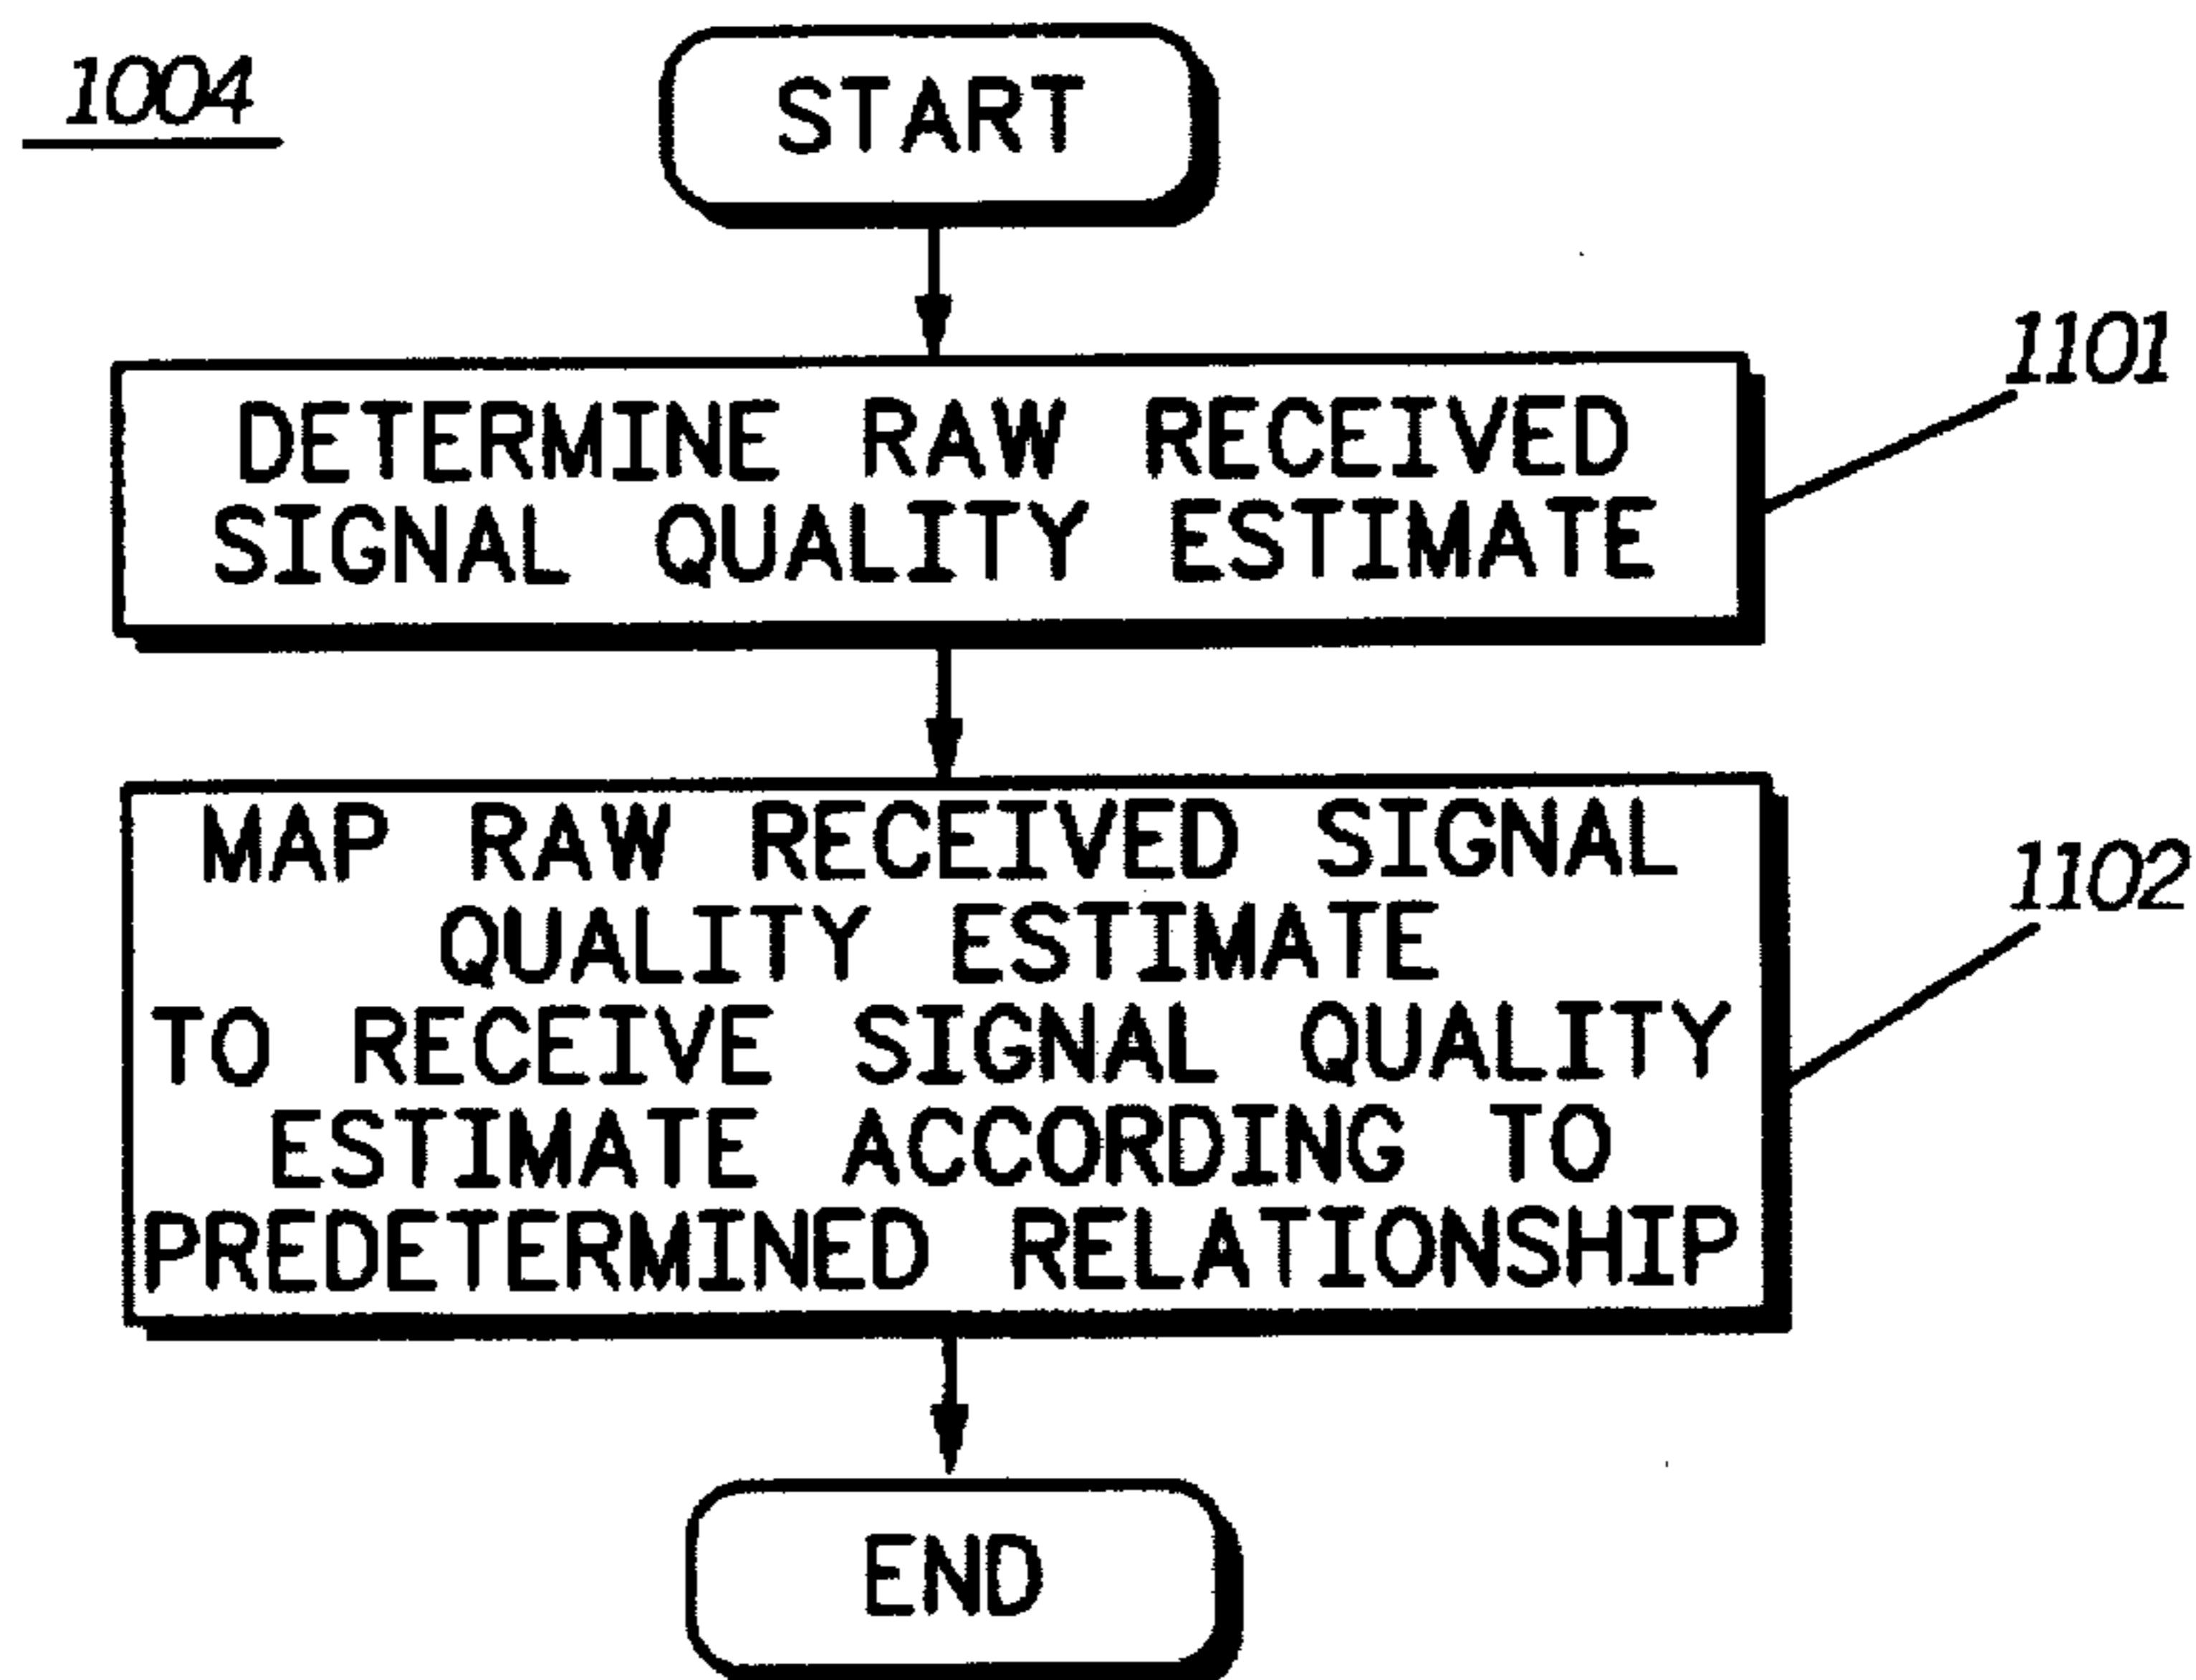 1004
START
1101
DETERMINE RAW RECEIVED
SIGNAL QUALITY ESTIMATE
MAP RAW RECEIVED SIGNAL
QUALITY ESTIMATE
TO RECEIVE SIGNAL QUALITY
ESTIMATE ACCORDING TO
PREDETERMINED RELATIONSHIP
1102
END